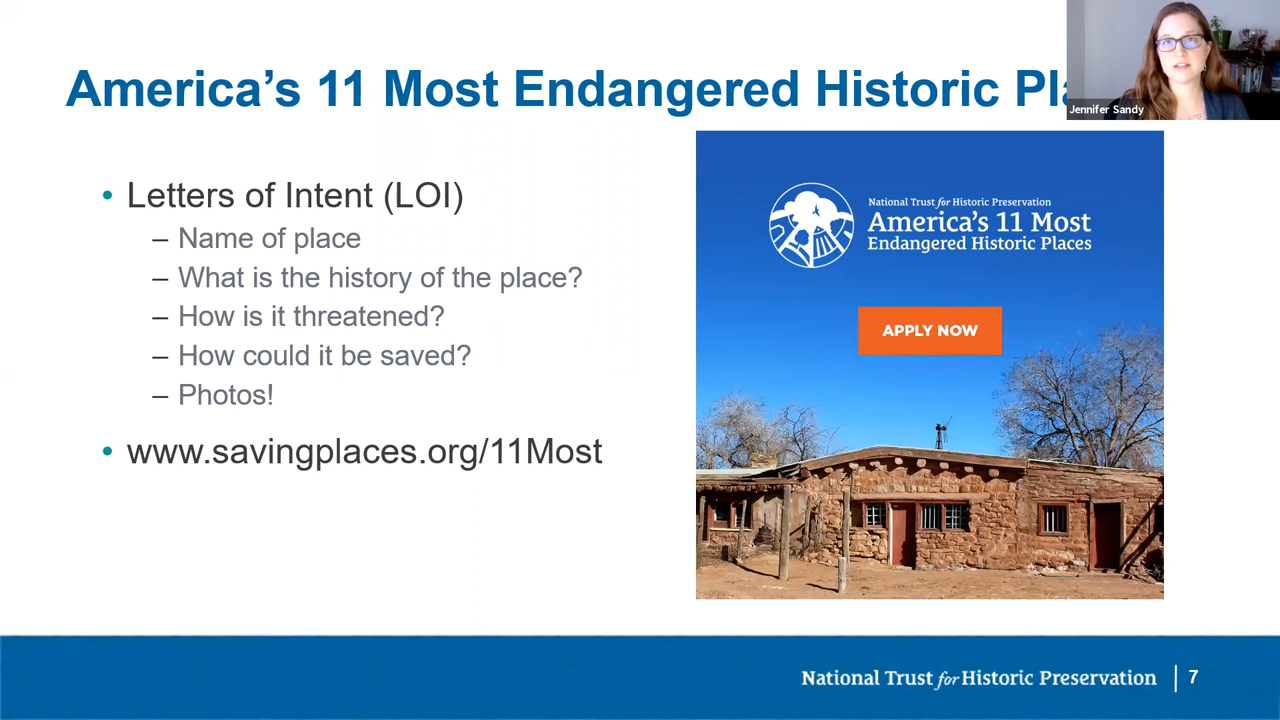 America's 11 Most Endangered Historic Pla
Jennifer Sandy
• Letters of Intent (LOI)
– Name of place
– What is the history of the place?
– How is it threatened?
– How could it be saved?
– Photos!
• www.savingplaces.org/11Most
National Trust for Historic Preservation
America's 11 Most
Endangered Historic Places
APPLY NOW
National Trust for Historic Preservation | 7